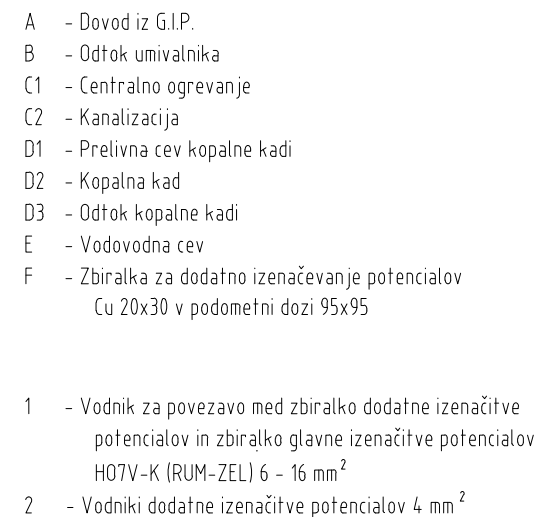 A - Dovod iz G.I.P.
B - Odtok umivalnika
C1 - Centralno ogrevanje
C2 - Kanalizacija
D1 - Prelivna cev kopalne kadi
D2 - Kopalna kad
D3 - Odtok kopalne kadi
E - Vodovodna cev
F - Zbiralka za dodatno izenačevanje potencialov
Cu 20x30 v podometni dozi 95x95
1 - Vodnik za povezavo med zbiralko dodatne izenačitve
potencialov in zbiralko glavne izenačitve potencialov
H07V-K (RUM-ZEL) 6 - 16 mm²
2 - Vodniki dodatne izenačitve potencialov 4 mm²